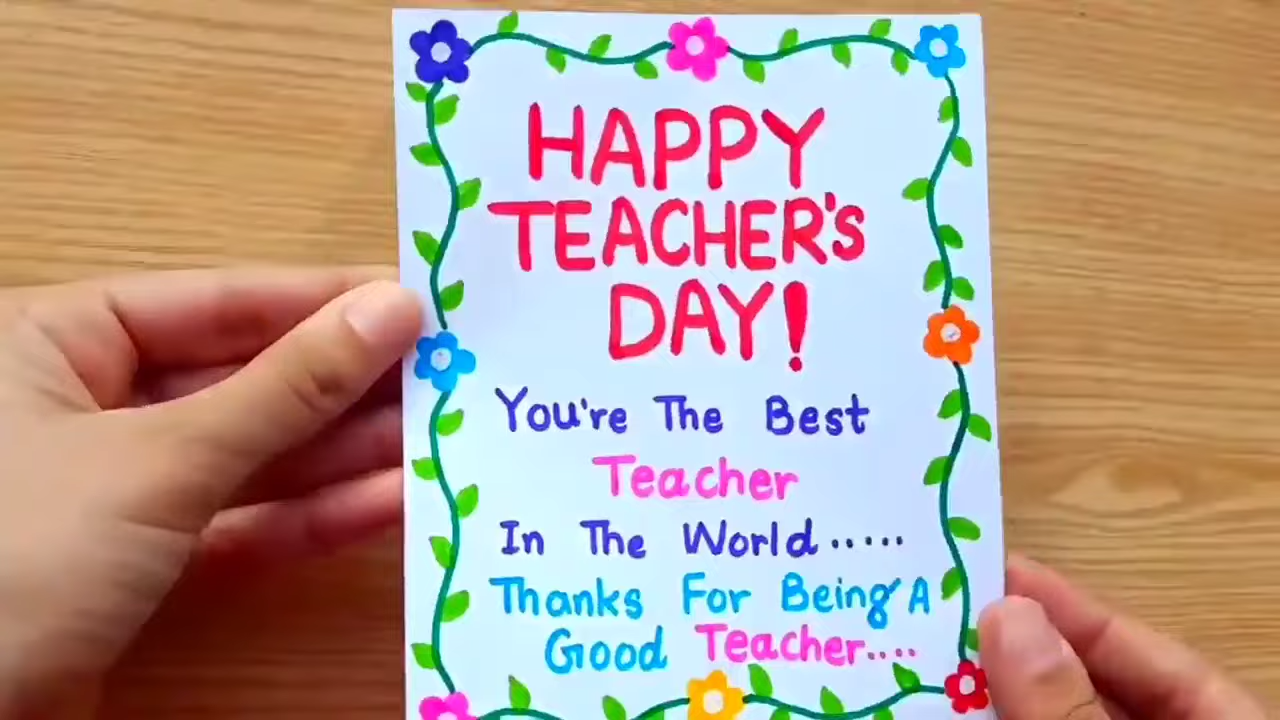 HAPPY
TEACHER'S
DAY!
You're The Best
Teacher
In The World.....
Thanks For Being A
Good Teacher....